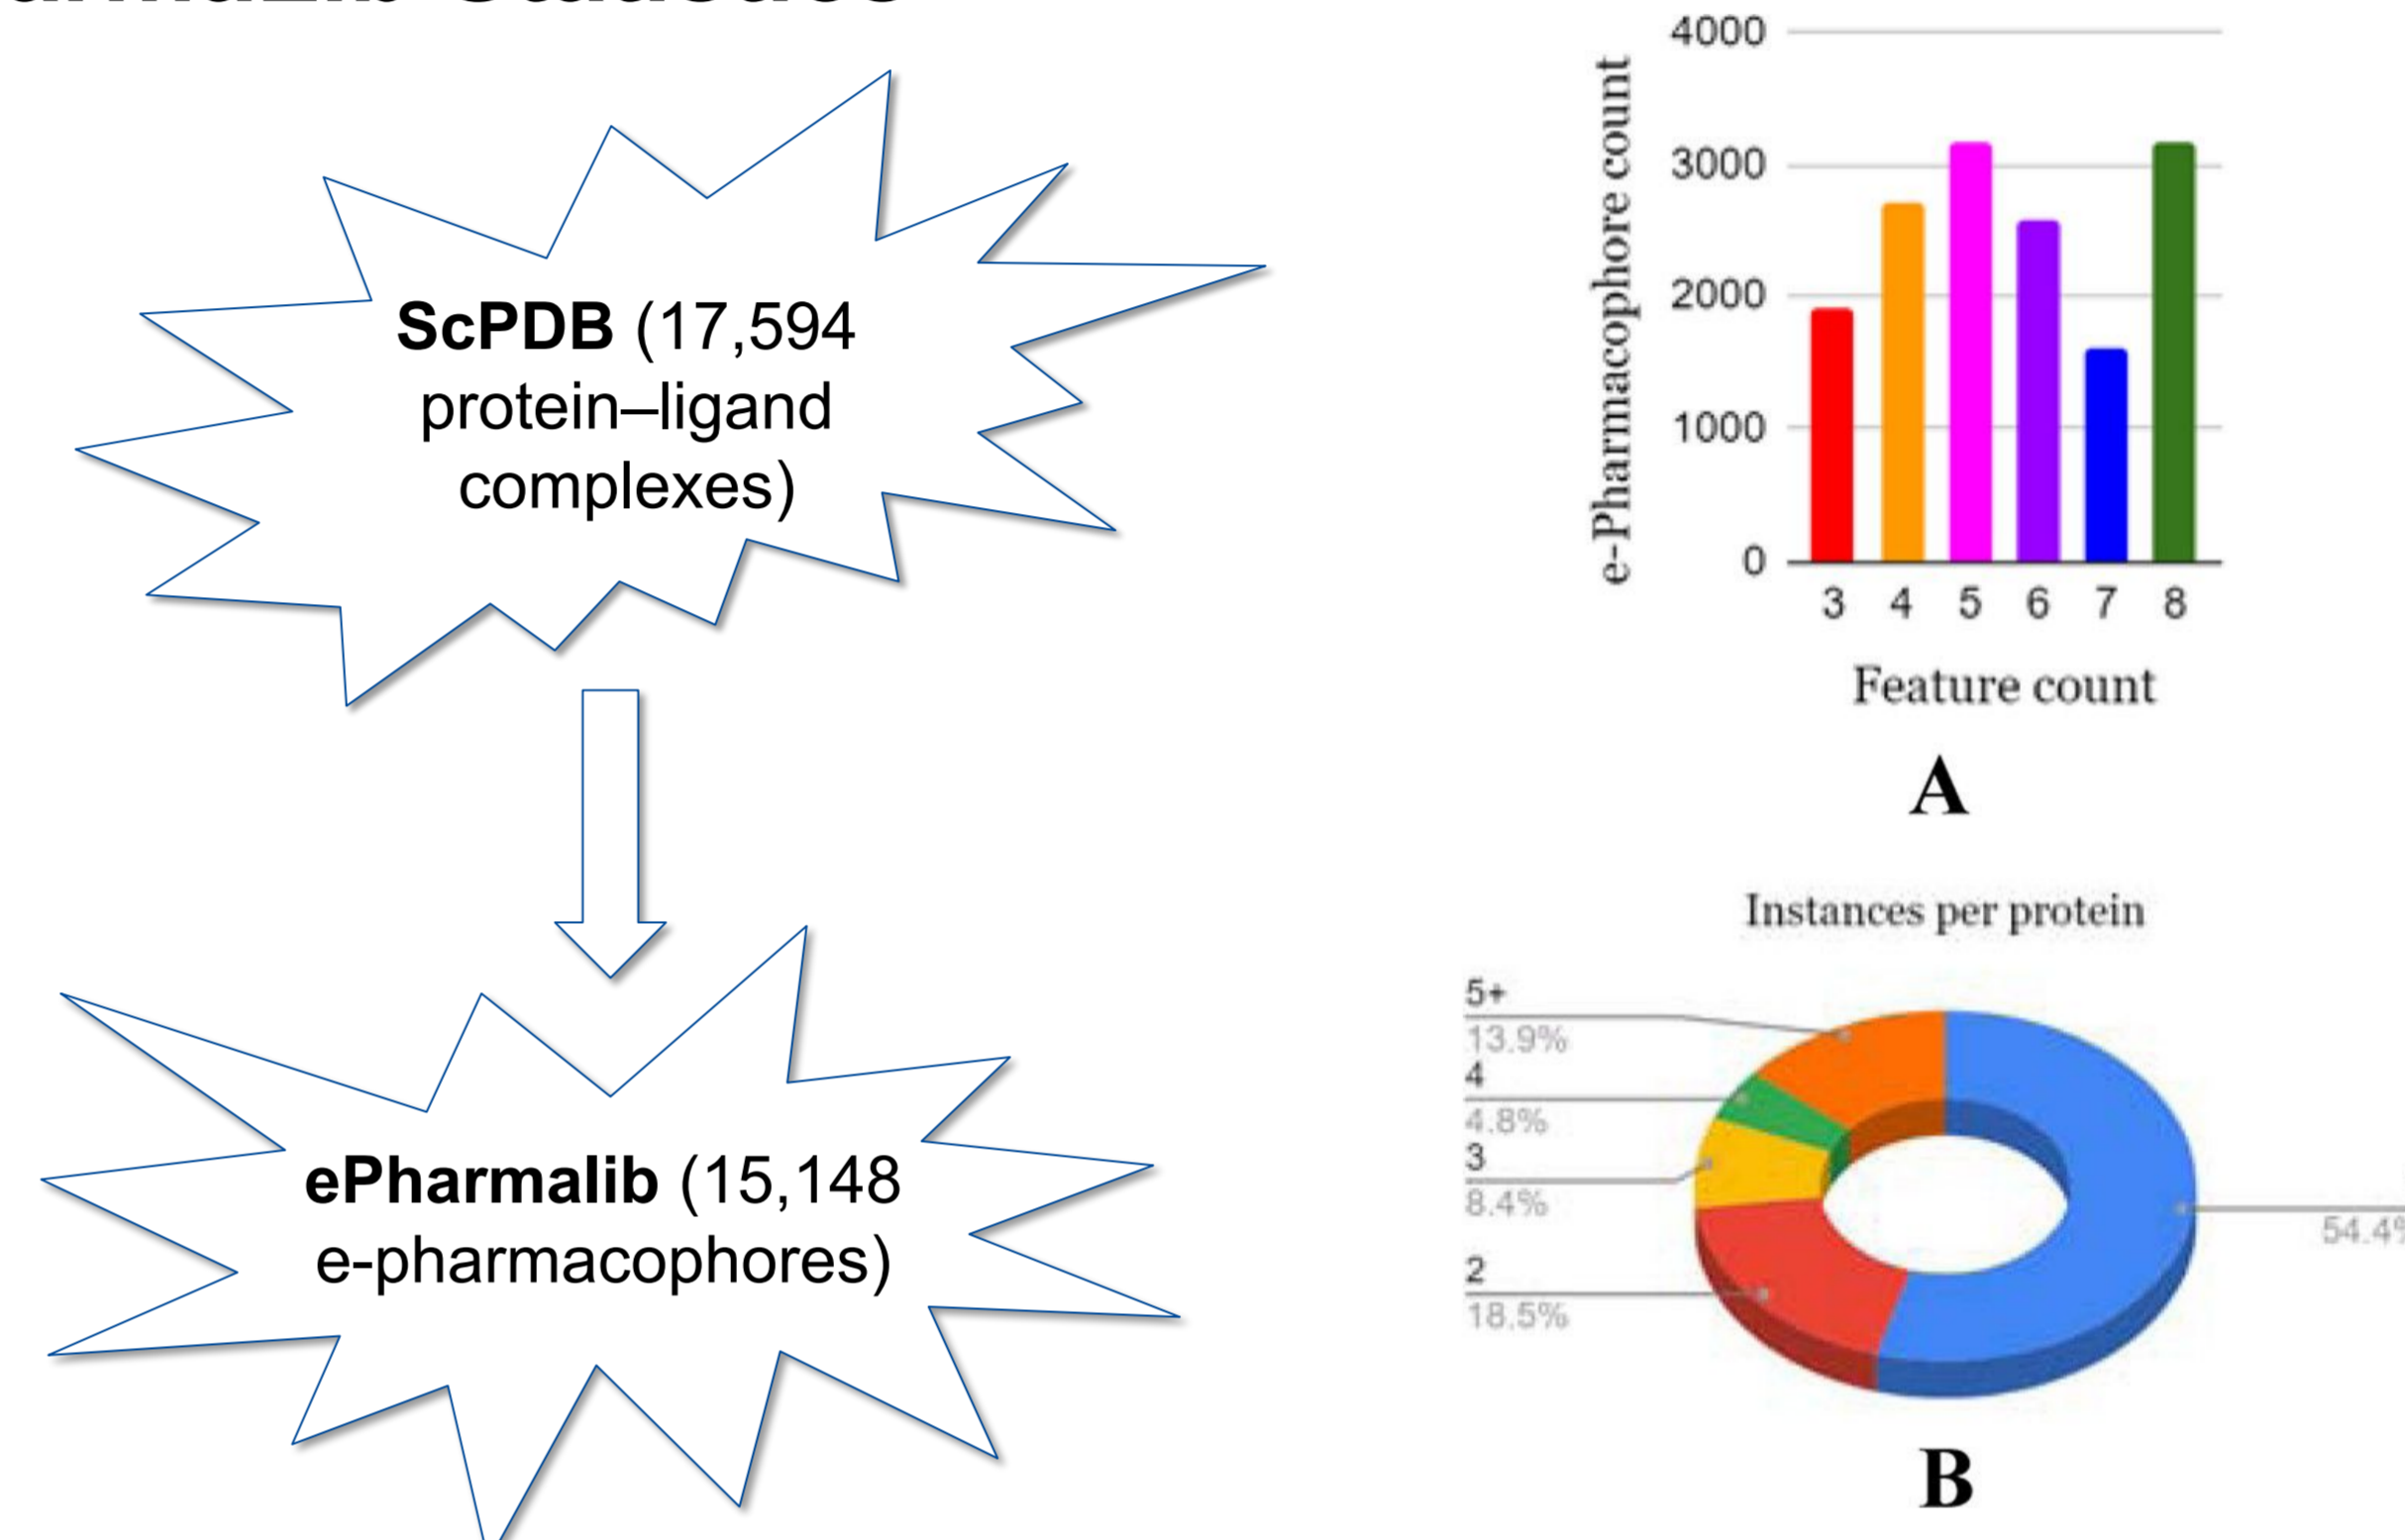 ScPDB (17,594
protein–ligand
complexes)
ePharmalib (15,148
e-pharmacophores)
e-Pharmacophore count
4000
3000
2000
1000
0
3 4 5 6 7 8
Feature count
A
Instances per protein
5+
13.9%
4
4.8%
3
8.4%
2
18.5%
54.4%
B